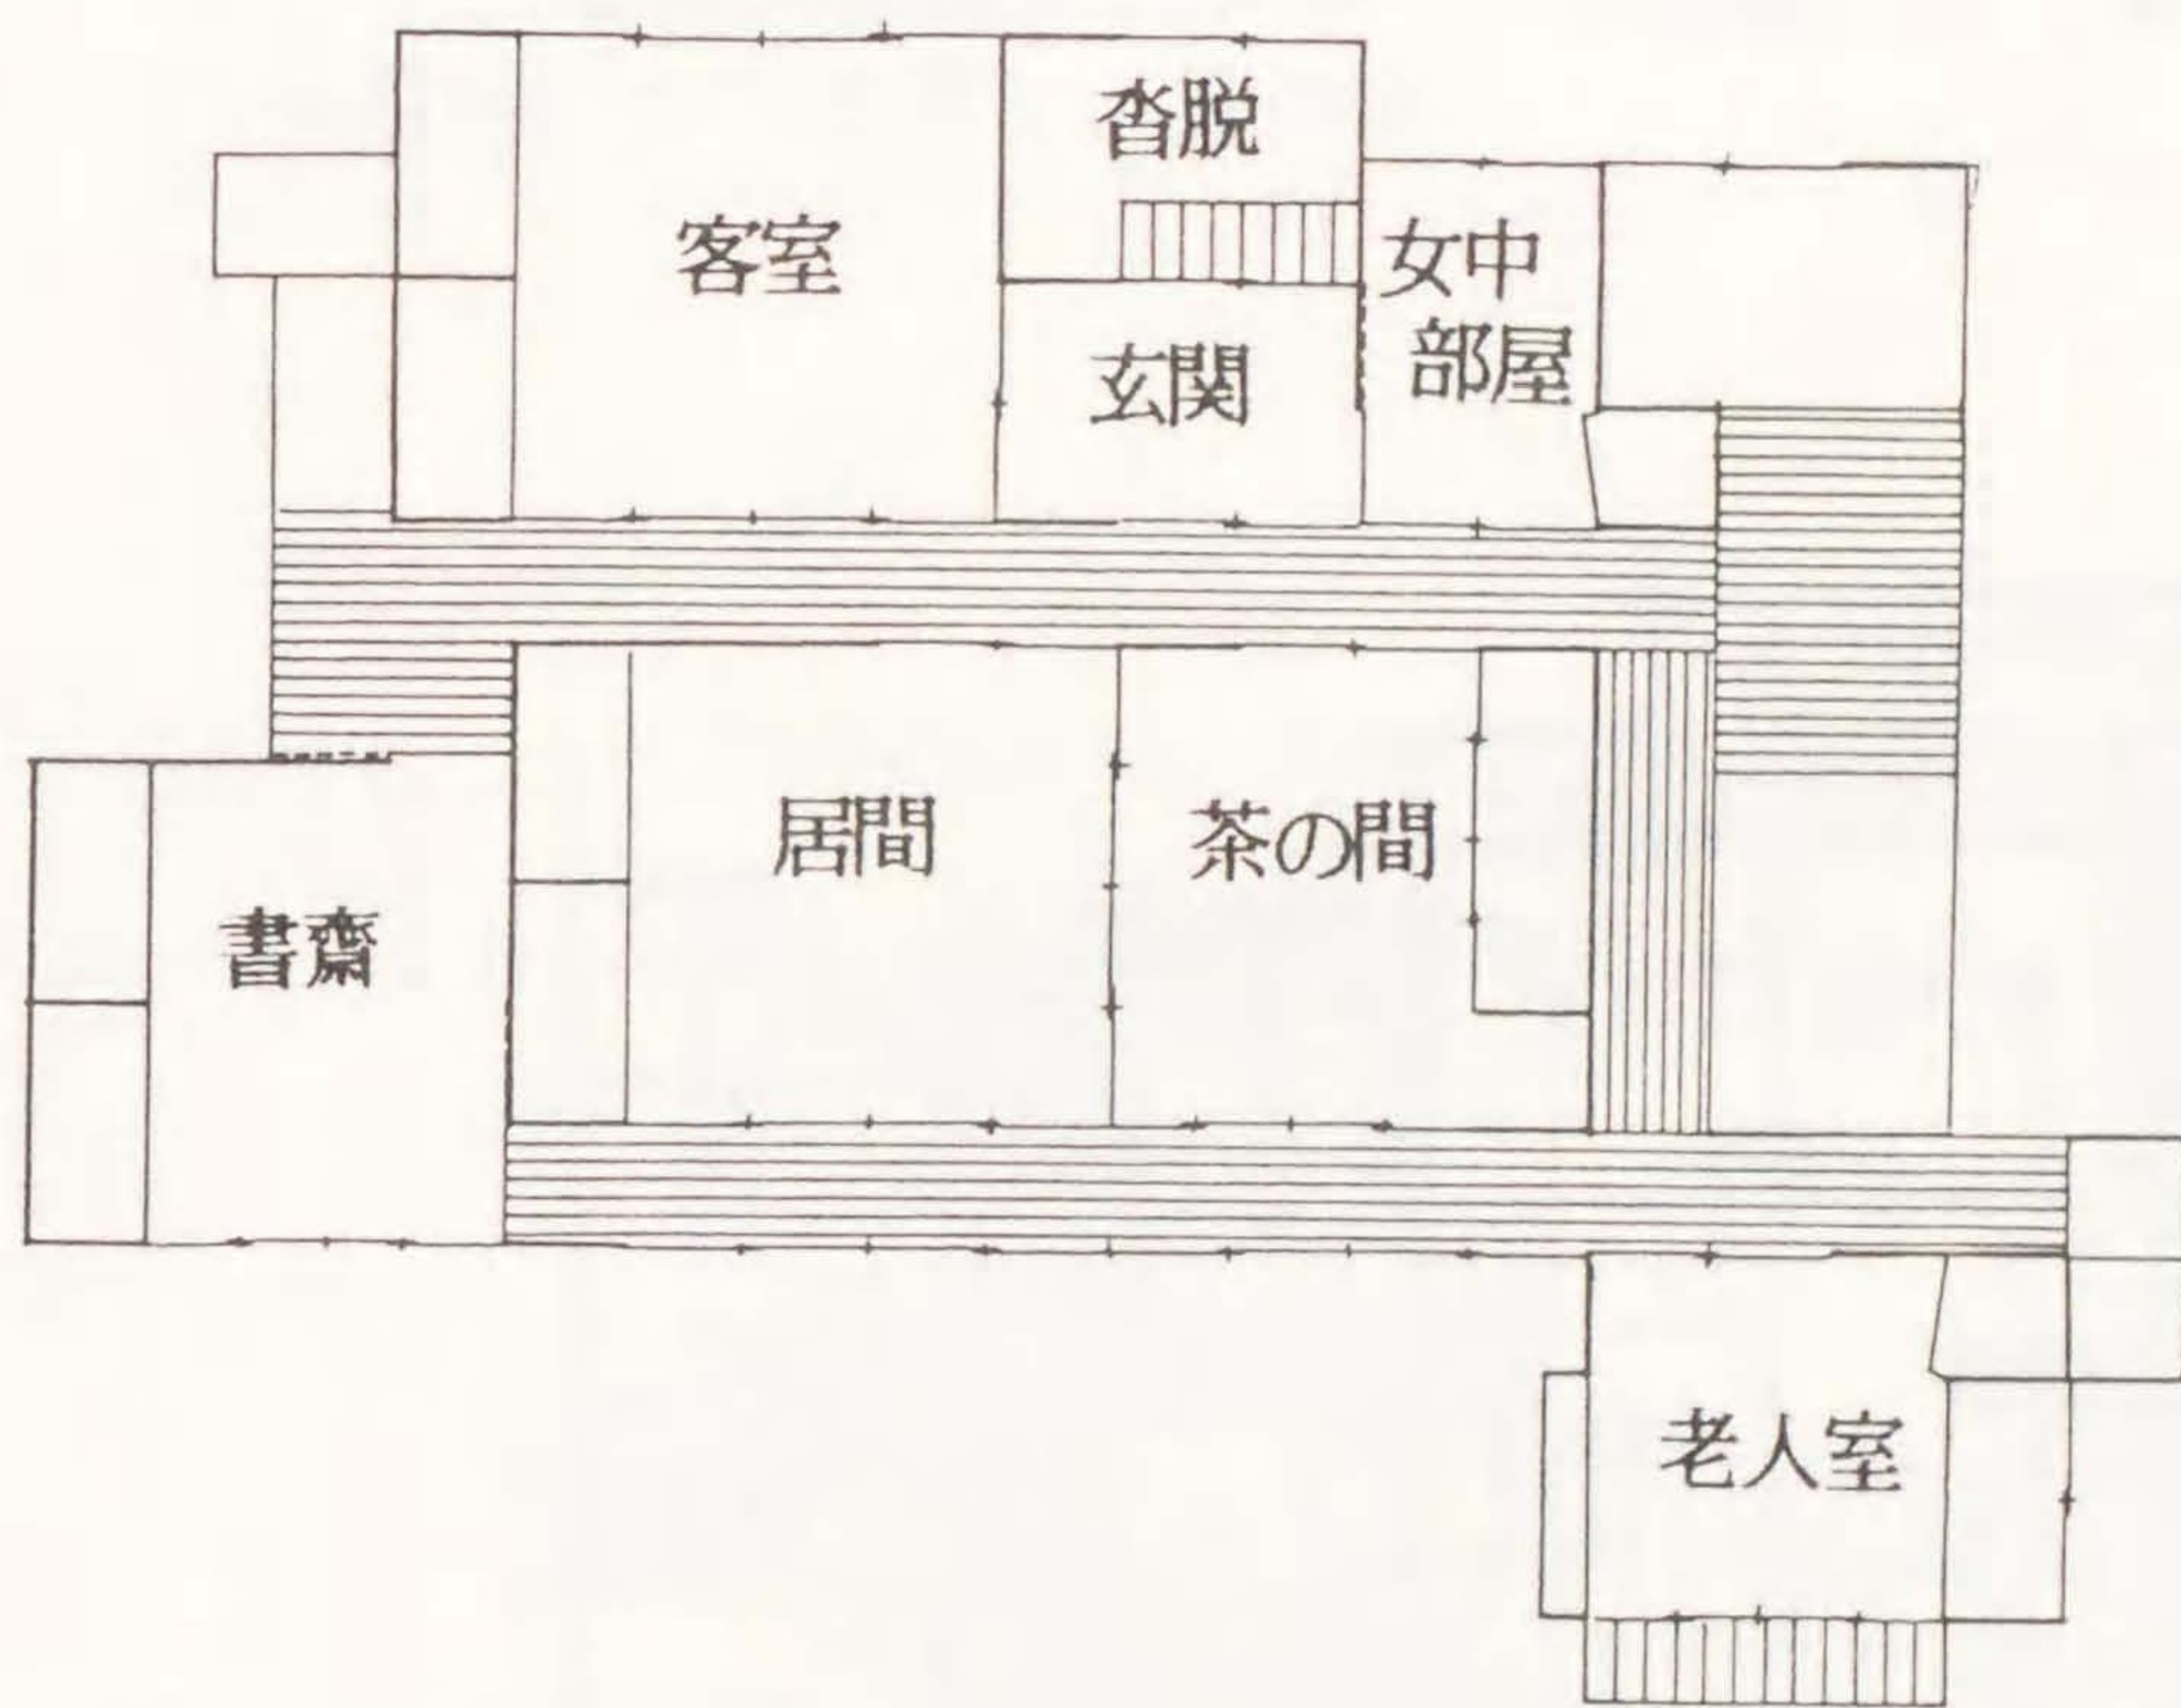 沓脱
客室
女中
部屋
玄関
居間
茶の間
書齋
老人室